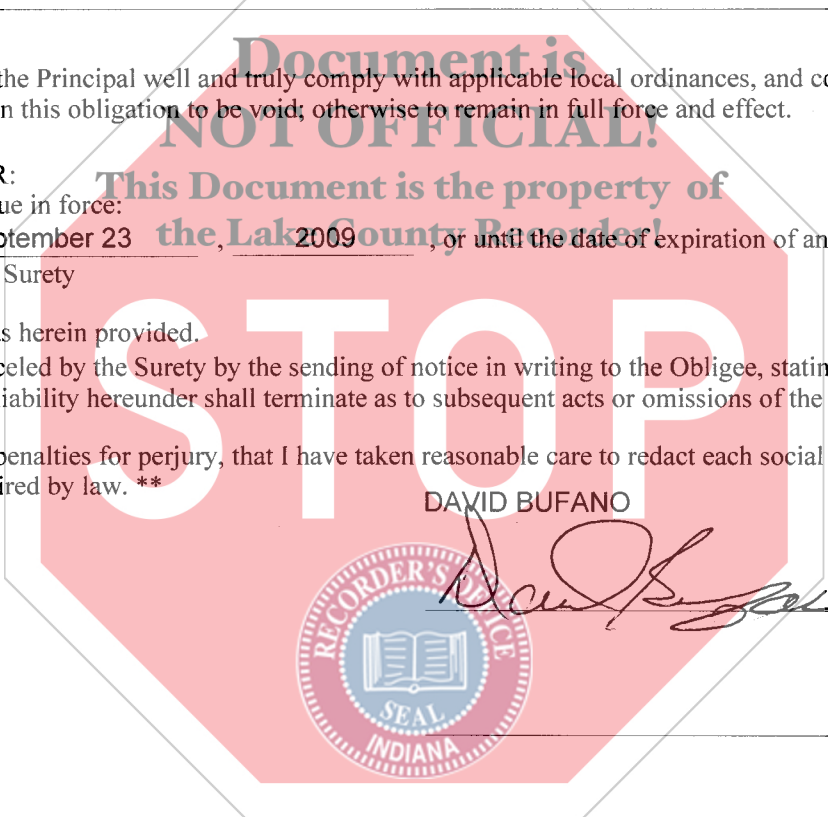 Document is
the Principal well and truly comply with applicable local ordinances, and co
n this obligation to be void; otherwise to remain in full force and effect.
NOT OFFICIAL!
R:
This Document is the property of
ue in force:
the Lake County Recorder!
ptember 23 , 2009 , or until the date of expiration of an
Surety
s herein provided.
celed by the Surety by the sending of notice in writing to the Obligee, statin
iability hereunder shall terminate as to subsequent acts or omissions of the
penalties for perjury, that I have taken reasonable care to redact each social
ired by law. **
STOP
DAVID BUFANO
David Bufano
RECORDER'S OFFICE
SEAL
INDIANA